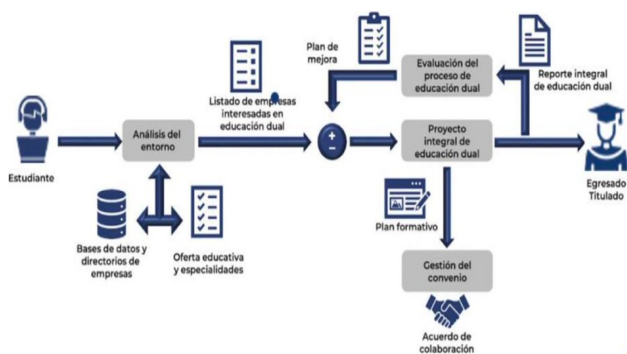 Plan de
mejora
Evaluación del
proceso de
educación dual
Reporte integral
de educación dual
Listado de empresas
interesadas en
educación dual
Estudiante
Análisis del
entorno
+
−
Proyecto
integral de
educación dual
Egresado
Titulado
Bases de datos y
directorios de
empresas
Oferta educativa
y especialidades
Plan formativo
Gestión del
convenio
Acuerdo de
colaboración